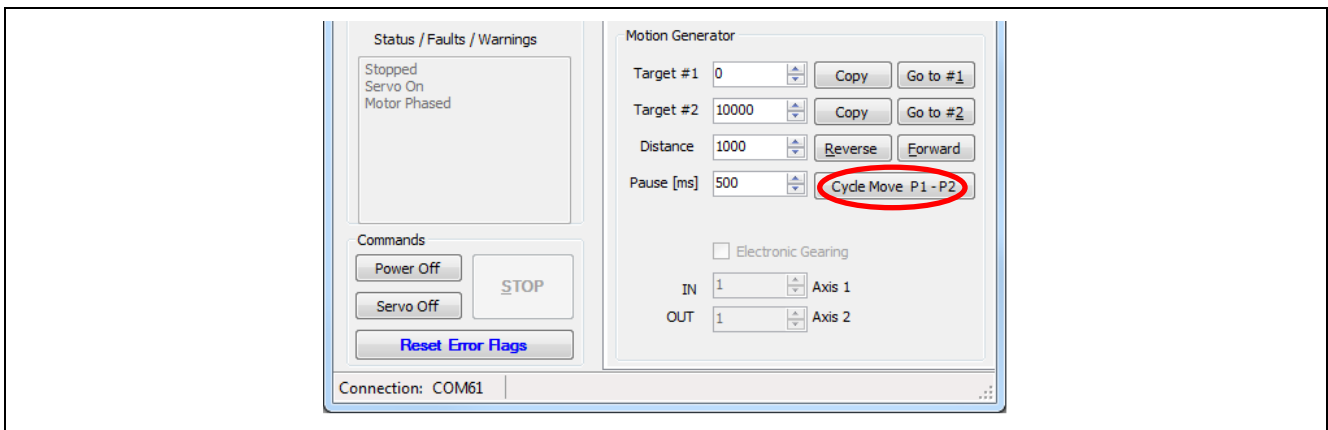 Status / Faults / Warnings
Stopped
Servo On
Motor Phased
Commands
Power Off
STOP
Servo Off
Reset Error Flags
Motion Generator
Target #1 0 Copy Go to #1
Target #2 10000 Copy Go to #2
Distance 1000 Reverse Forward
Pause [ms] 500 Cycle Move P1 - P2
Electronic Gearing
IN 1 Axis 1
OUT 1 Axis 2
Connection: COM61